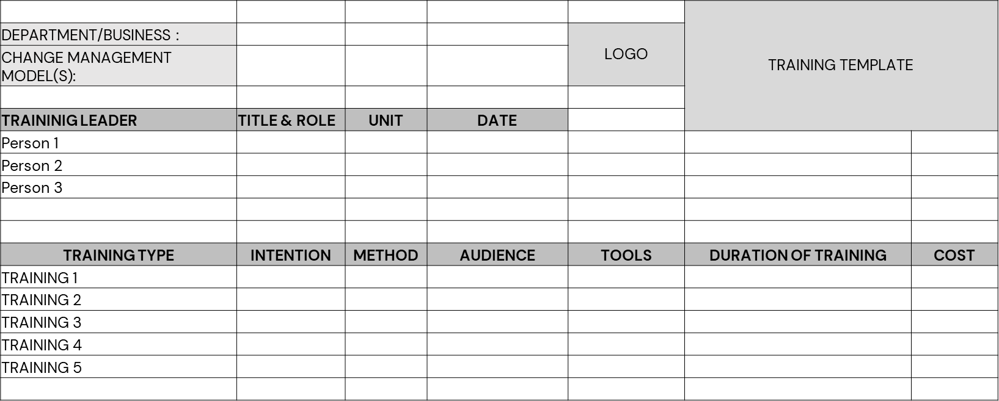 DEPARTMENT/BUSINESS :
CHANGE MANAGEMENT
MODEL(S):
LOGO
TRAINING TEMPLATE
TRAININIG LEADER TITLE & ROLE UNIT DATE
Person 1
Person 2
Person 3
TRAINING TYPE INTENTION METHOD AUDIENCE TOOLS DURATION OF TRAINING COST
TRAINING 1
TRAINING 2
TRAINING 3
TRAINING 4
TRAINING 5